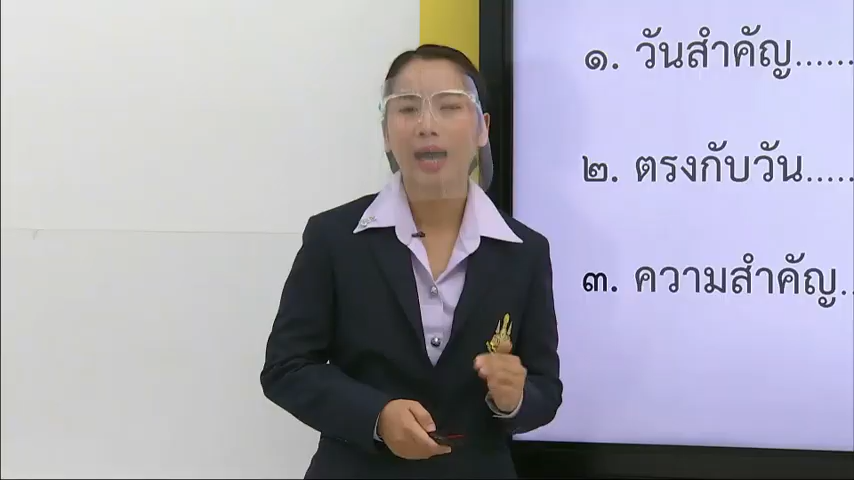 ๑. วันสำคัญ......
๒. ตรงกับวัน.....
๓. ความสำคัญ..